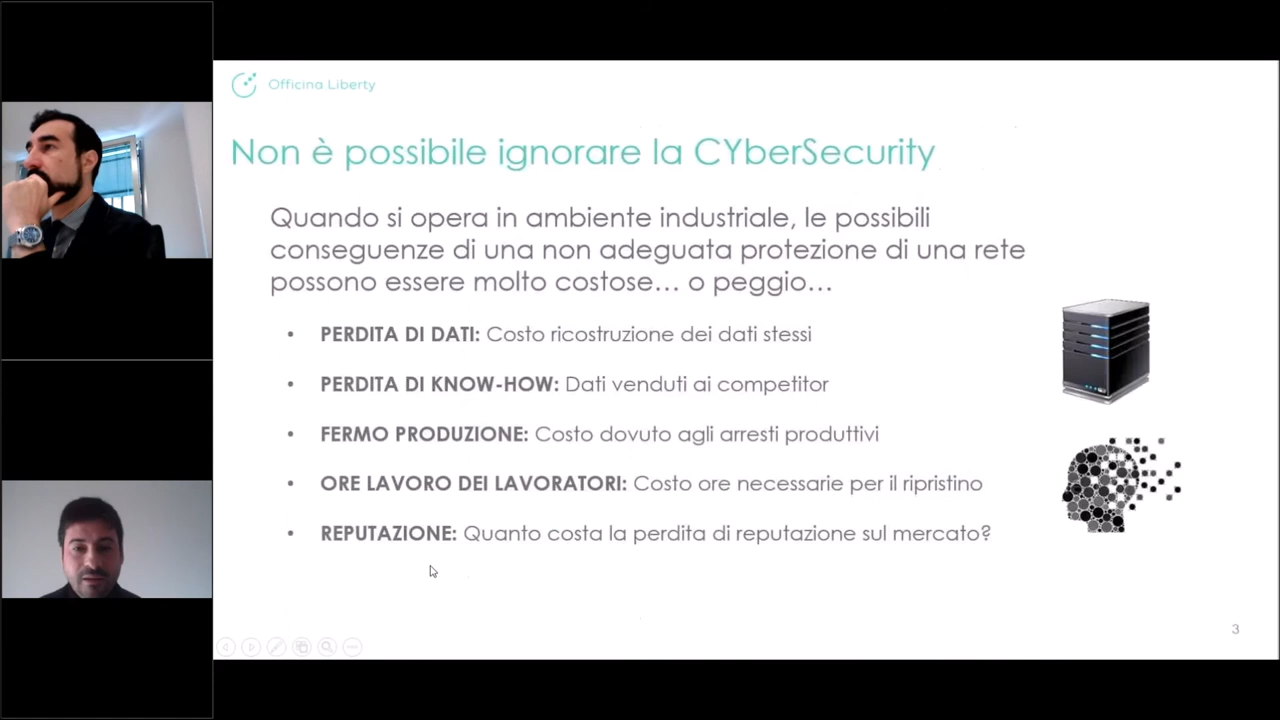 Officina Liberty
Non è possibile ignorare la CYberSecurity
Quando si opera in ambiente industriale, le possibili
conseguenze di una non adeguata protezione di una rete
possono essere molto costose… o peggio…
• PERDITA DI DATI: Costo ricostruzione dei dati stessi
• PERDITA DI KNOW-HOW: Dati venduti ai competitor
• FERMO PRODUZIONE: Costo dovuto agli arresti produttivi
• ORE LAVORO DEI LAVORATORI: Costo ore necessarie per il ripristino
• REPUTAZIONE: Quanto costa la perdita di reputazione sul mercato?
3